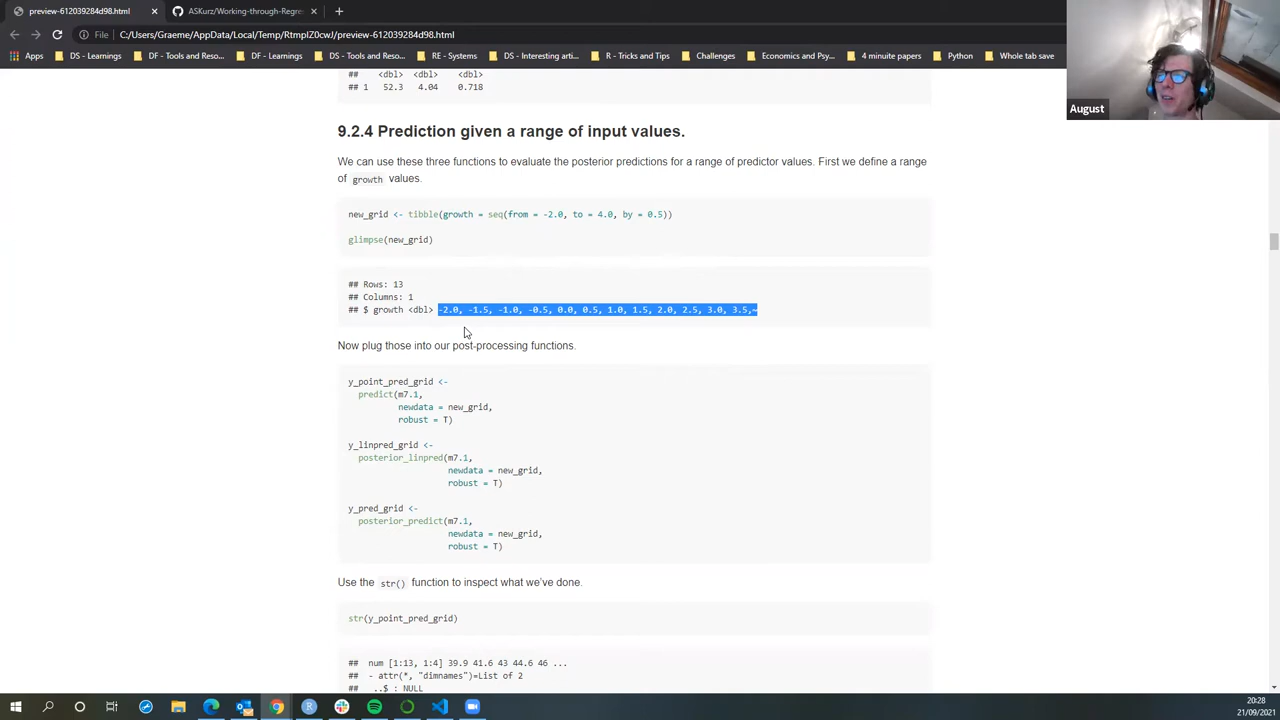 preview-612039284d98.html
ASKurz/Working-through-Regres
File
C:/Users/Graeme/AppData/Local/Temp/RtmpIZ0cwJ/preview-612039284d98.html
Apps
DS - Learnings
DF - Tools and Reso...
DF - Learnings
DS - Tools and Reso...
RE - Systems
DS - Interesting arti...
R - Tricks and Tips
Challenges
Economics and Psy...
4 minuite papers
Python
Whole tab save
August
## <dbl> <dbl> <dbl>
## 1 52.3 4.04 0.718
9.2.4 Prediction given a range of input values.
We can use these three functions to evaluate the posterior predictions for a range of predictor values. First we define a range
of growth values.
new_grid <- tibble(growth = seq(from = -2.0, to = 4.0, by = 0.5))
glimpse(new_grid)
## Rows: 13
## Columns: 1
## $ growth <dbl> -2.0, -1.5, -1.0, -0.5, 0.0, 0.5, 1.0, 1.5, 2.0, 2.5, 3.0, 3.5,~
Now plug those into our post-processing functions.
y_point_pred_grid <-
predict(m7.1,
newdata = new_grid,
robust = T)
y_linpred_grid <-
posterior_linpred(m7.1,
newdata = new_grid,
robust = T)
y_pred_grid <-
posterior_predict(m7.1,
newdata = new_grid,
robust = T)
Use the str() function to inspect what we've done.
str(y_point_pred_grid)
## num [1:13, 1:4] 39.9 41.6 43 44.6 46 ...
## - attr(*, "dimnames")=List of 2
## ..$ : NULL
20:28
21/09/2021